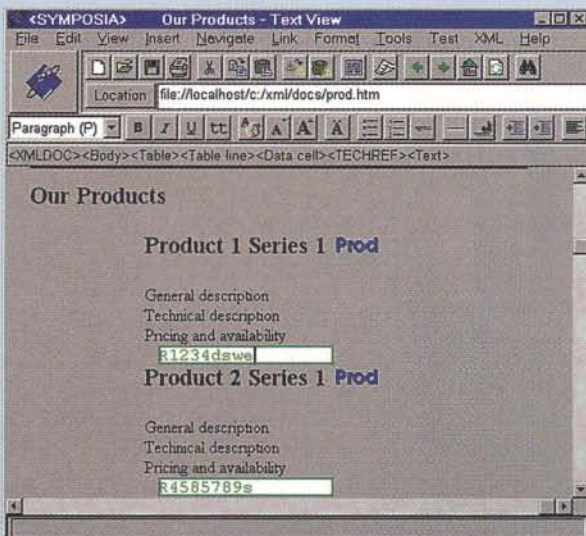 <SYMPOSIA> Our Products - Text View
File Edit View Insert Navigate Link Format Tools Test XML Help
Location file://localhost/c:/xml/docs/prod.htm
Paragraph (P) B I U tt A a A A Ä
<XMLDOC><Body><Table><Table line><Data cell><TECHREF><Text>
Our Products
Product 1 Series 1 Prod
General description
Technical description
Pricing and availability
R1234dswe
Product 2 Series 1 Prod
General description
Technical description
Pricing and availability
R4585789s